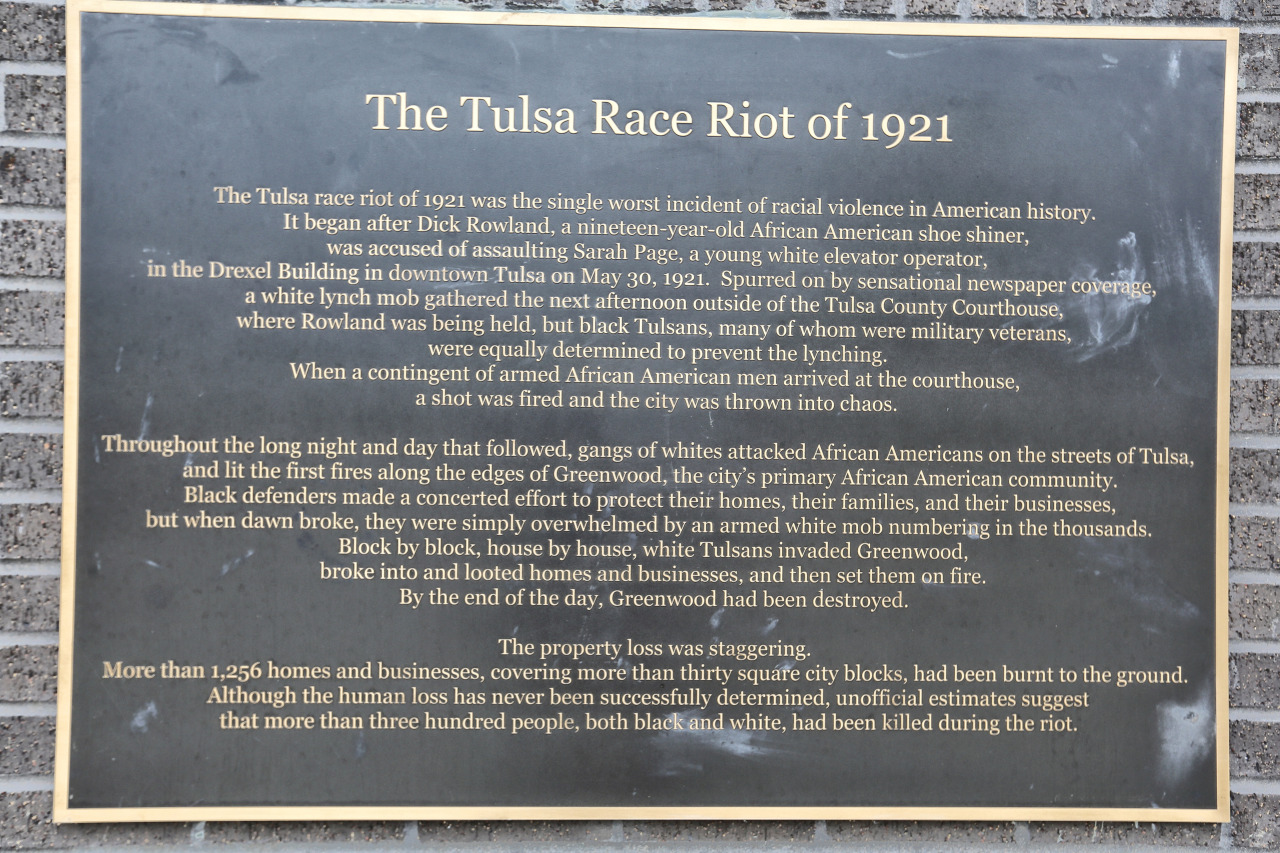 The Tulsa Race Riot of 1921
The Tulsa race riot of 1921 was the single worst incident of racial violence in American history.
It began after Dick Rowland, a nineteen-year-old African American shoe shiner,
was accused of assaulting Sarah Page, a young white elevator operator,
in the Drexel Building in downtown Tulsa on May 30, 1921.  Spurred on by sensational newspaper coverage,
a white lynch mob gathered the next afternoon outside of the Tulsa County Courthouse,
where Rowland was being held, but black Tulsans, many of whom were military veterans,
were equally determined to prevent the lynching.
When a contingent of armed African American men arrived at the courthouse,
a shot was fired and the city was thrown into chaos.
Throughout the long night and day that followed, gangs of whites attacked African Americans on the streets of Tulsa,
and lit the first fires along the edges of Greenwood, the city's primary African American community.
Black defenders made a concerted effort to protect their homes, their families, and their businesses,
but when dawn broke, they were simply overwhelmed by an armed white mob numbering in the thousands.
Block by block, house by house, white Tulsans invaded Greenwood,
broke into and looted homes and businesses, and then set them on fire.
By the end of the day, Greenwood had been destroyed.
The property loss was staggering.
More than 1,256 homes and businesses, covering more than thirty square city blocks, had been burnt to the ground.
Although the human loss has never been successfully determined, unofficial estimates suggest
that more than three hundred people, both black and white, had been killed during the riot.